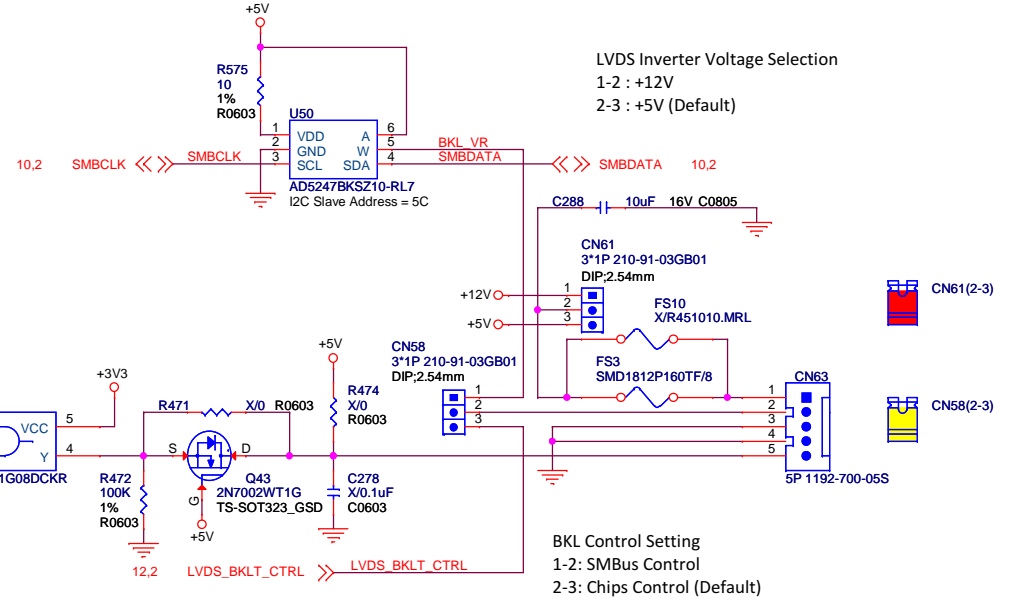 +5V
LVDS Inverter Voltage Selection
1-2 : +12V
2-3 : +5V (Default)
R575
10
1%
R0603
U50
1 VDD A 6
2 GND W 5 BKL_VR
3 SCL SDA 4 SMBDATA
10,2 SMBCLK SMBCLK
SMBDATA 10,2
AD5247BKSZ10-RL7
I2C Slave Address = 5C
C288 10uF 16V C0805
CN61
3*1P 210-91-03GB01
DIP;2.54mm
+12V 1
2
+5V 3
CN61(2-3)
FS10
X/R451010.MRL
+5V
CN58
3*1P 210-91-03GB01
DIP;2.54mm
FS3
SMD1812P160TF/8
CN63
+3V3
R474
X/0
R0603
1
2
3
1
2
3
4
5
CN58(2-3)
R471 X/0 R0603
VCC 5
Y 4
1G08DCKR
S D
G
R472
100K
1%
R0603
Q43
2N7002WT1G
TS-SOT323_GSD
+5V
C278
X/0.1uF
C0603
5P 1192-700-05S
12,2 LVDS_BKLT_CTRL LVDS_BKLT_CTRL
BKL Control Setting
1-2: SMBus Control
2-3: Chips Control (Default)